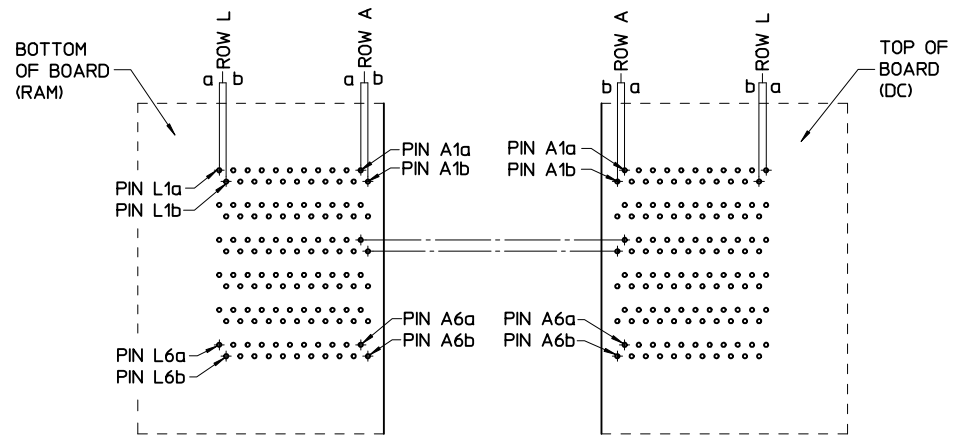 ROW L
ROW A
ROW A
ROW L
BOTTOM
OF BOARD
(RAM)
TOP OF
BOARD
(DC)
a b
a b
b a
b a
PIN A1a
PIN A1b
PIN A1a
PIN A1b
PIN L1a
PIN L1b
PIN A6a
PIN A6b
PIN A6a
PIN A6b
PIN L6a
PIN L6b